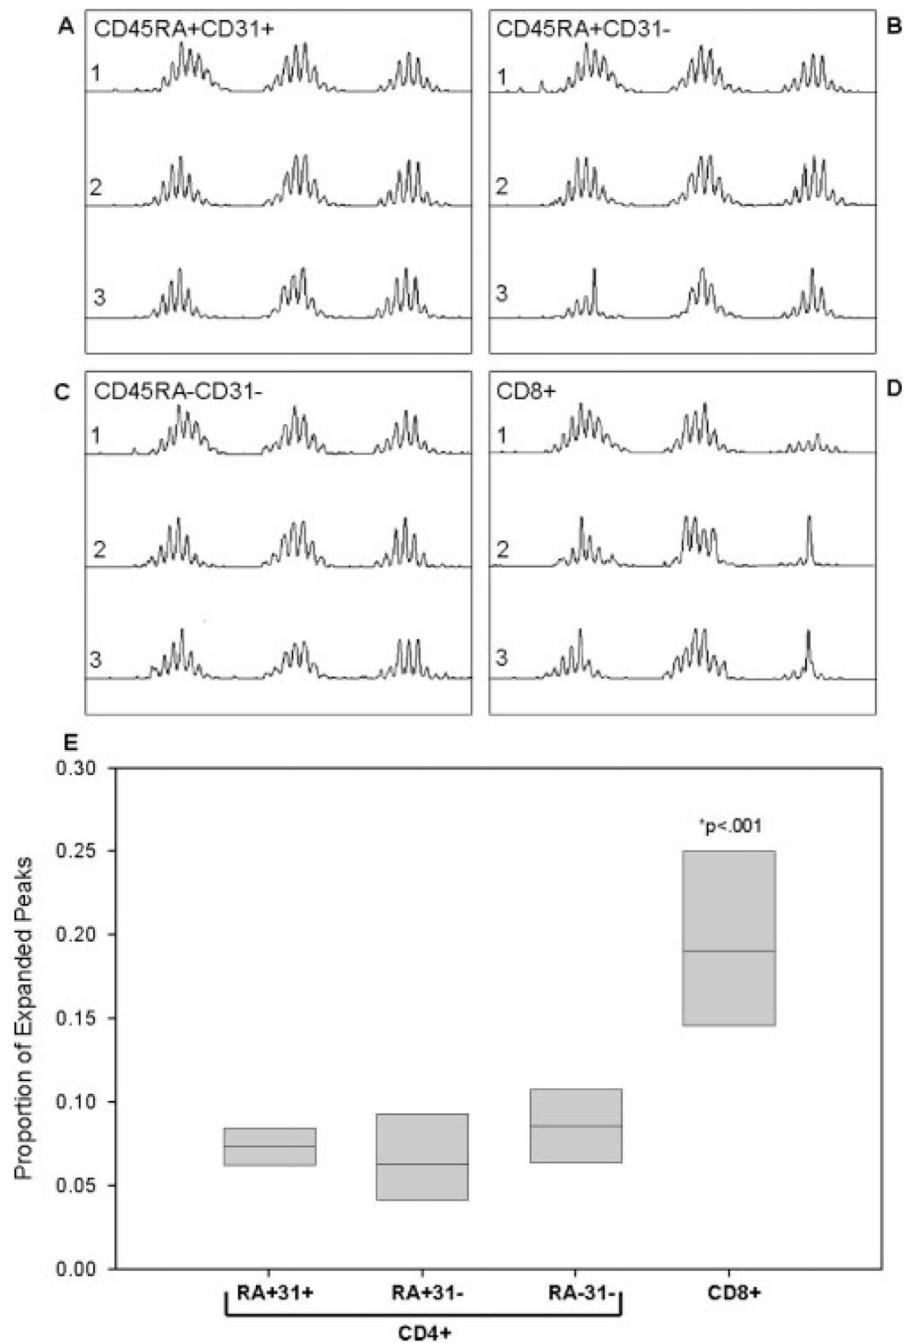 A CD45RA+CD31+
1
2
3
CD45RA+CD31- B
1
2
3
C CD45RA-CD31-
1
2
3
CD8+ D
1
2
3
E
0.30
0.25
0.20
0.15
0.10
0.05
0.00
Proportion of Expanded Peaks
*p<.001
RA+31+ RA+31- RA-31- CD8+
CD4+